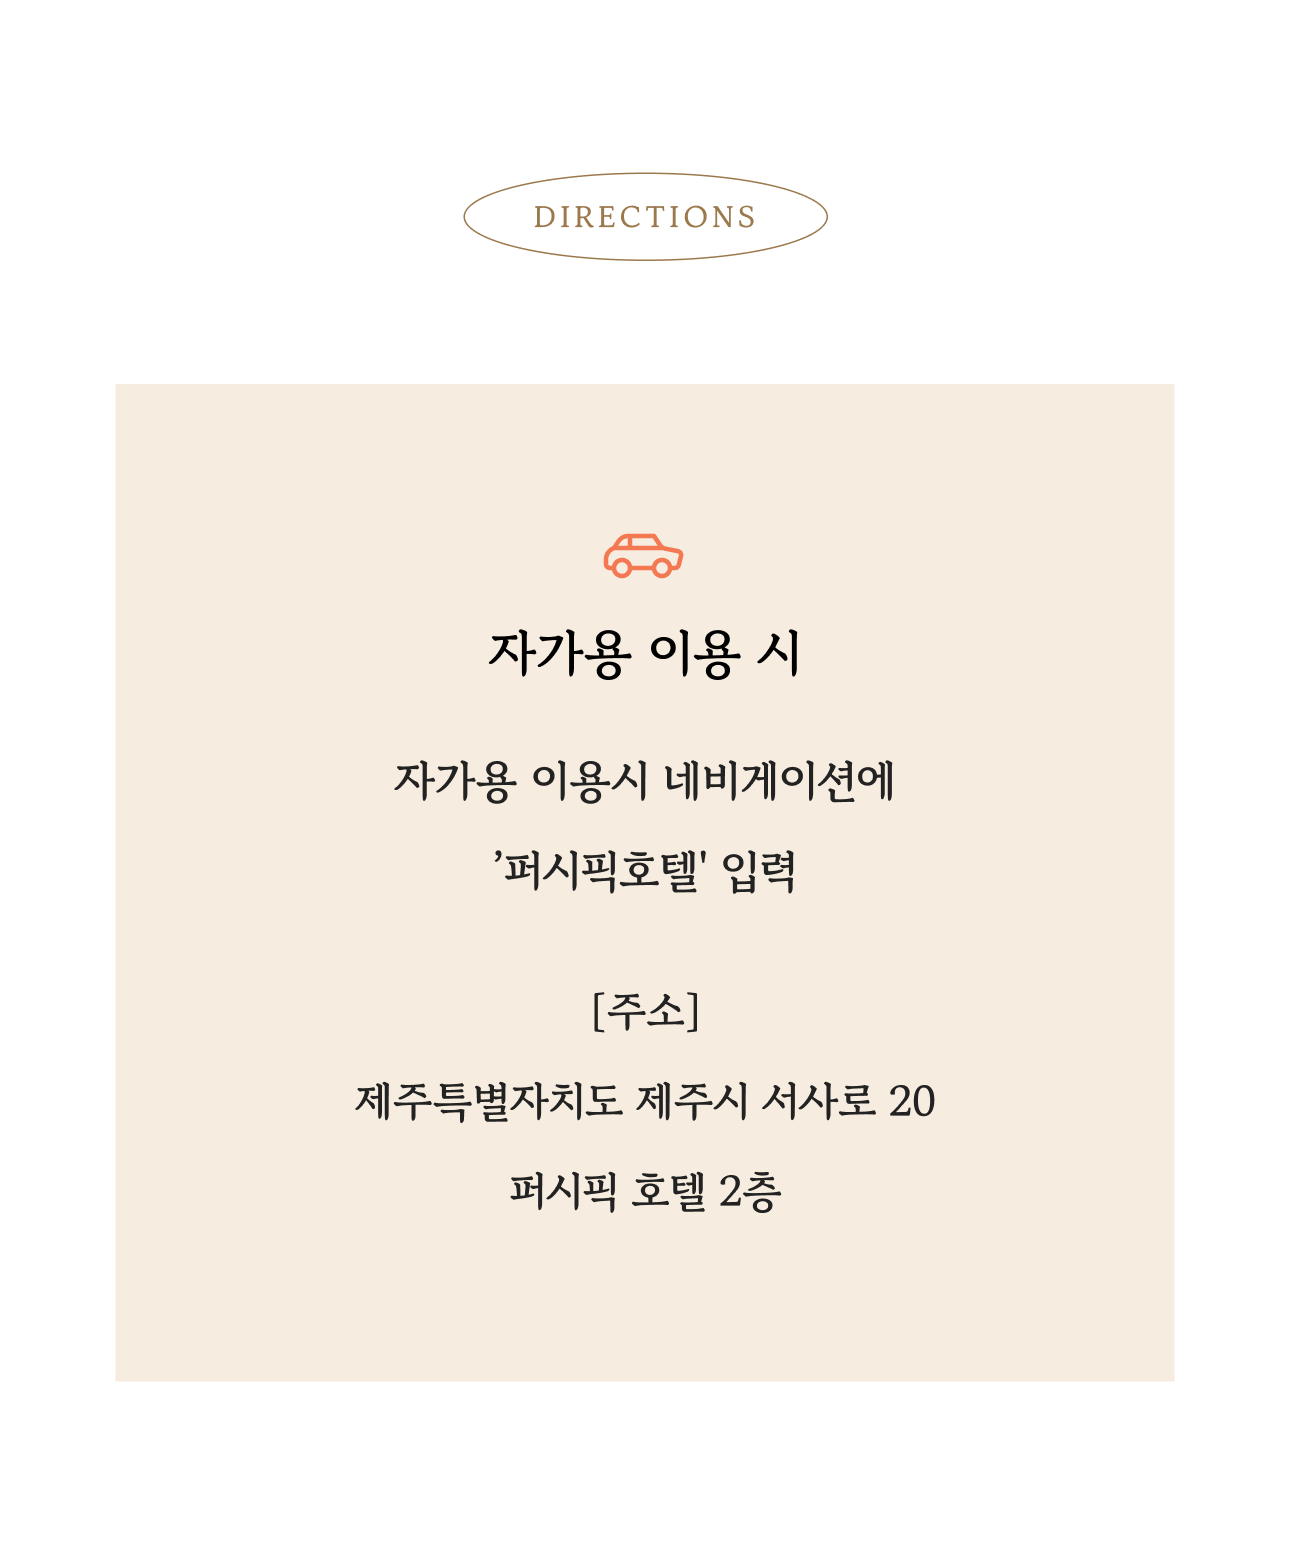 DIRECTIONS
자가용 이용 시
자가용 이용시 네비게이션에
’퍼시픽호텔' 입력
[주소]
제주특별자치도 제주시 서사로 20
퍼시픽 호텔 2층